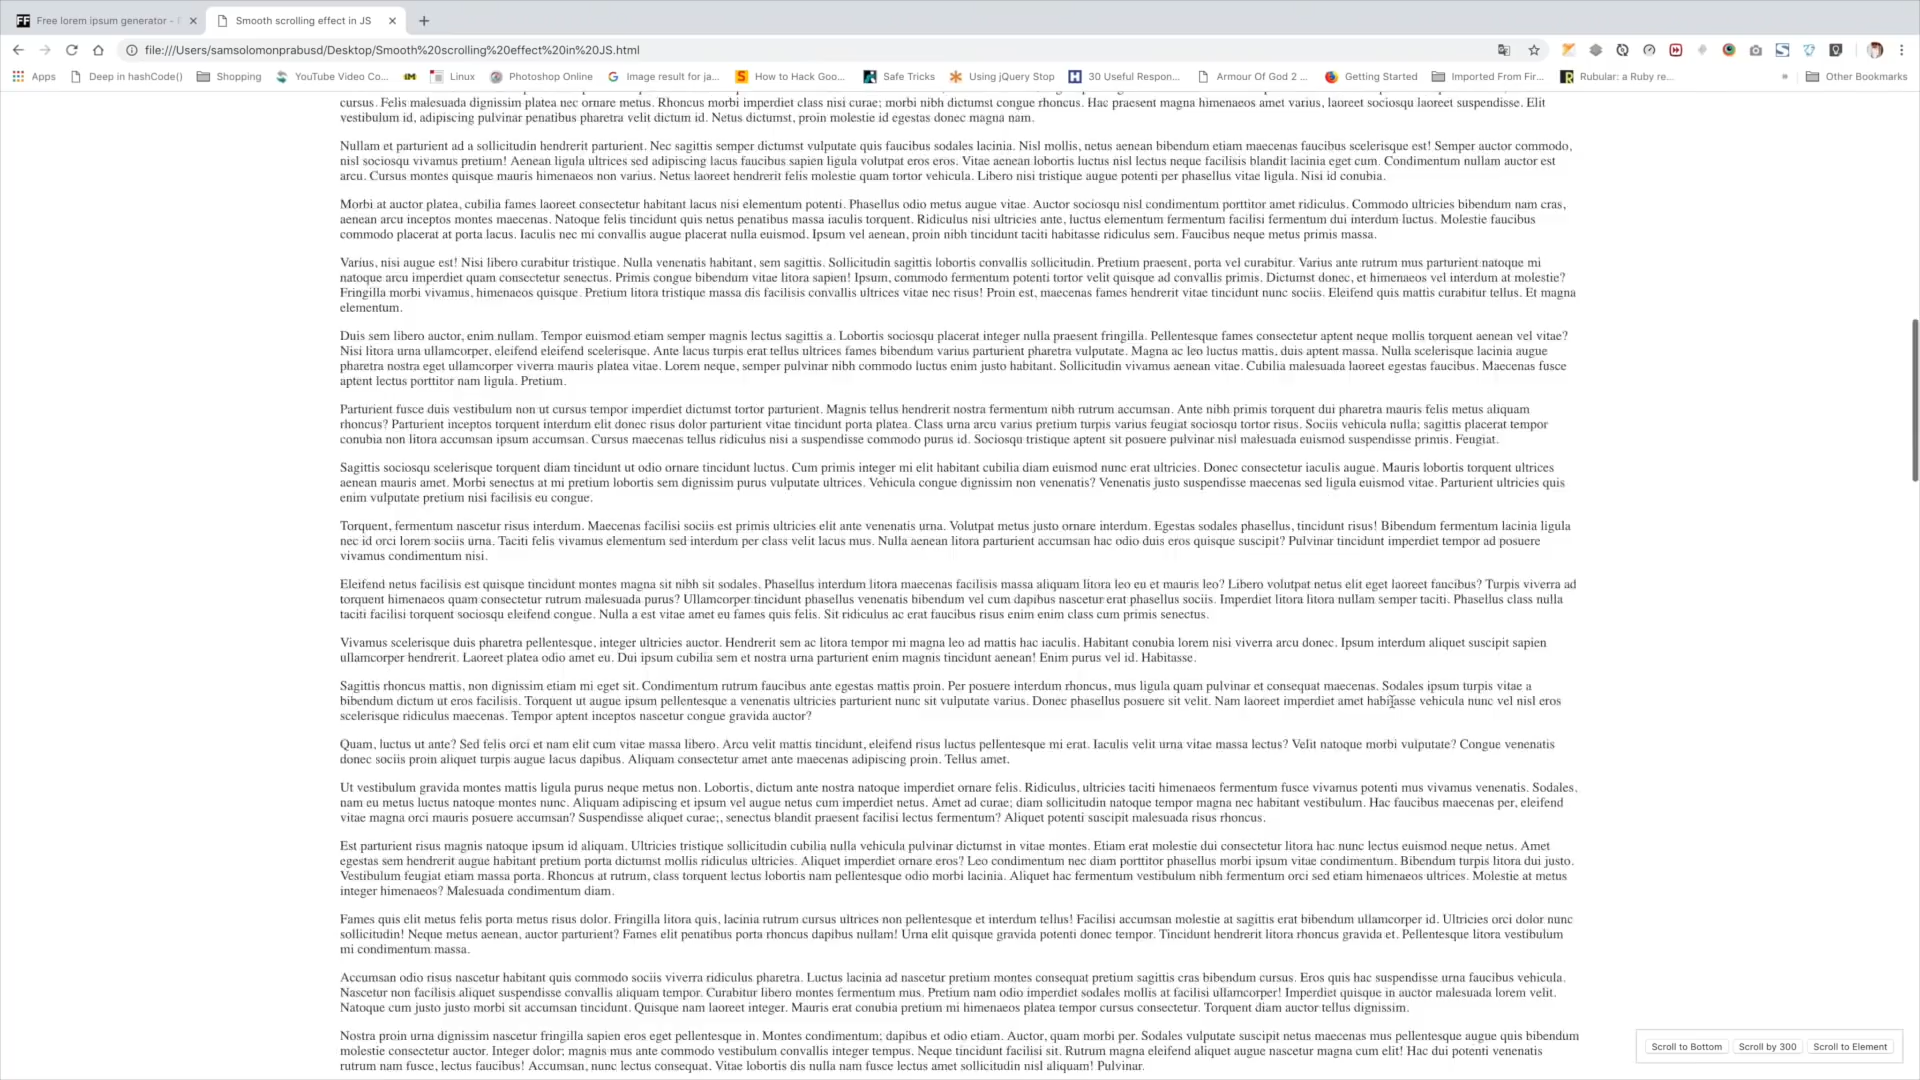 Free lorem ipsum generator -
Smooth scrolling effect in JS
file:///Users/samsolomonprabusd/Desktop/Smooth%20scrolling%20effect%20in%20JS.html
Apps Deep in hashCode() Shopping YouTube Video Co... Linux Photoshop Online Image result for ja... How to Hack Goo... Safe Tricks Using jQuery Stop 30 Useful Respon... Armour Of God 2 ... Getting Started Imported From Fir... Rubular: a Ruby re... » Other Bookmarks
cursus. Felis malesuada dignissim platea nec ornare metus. Rhoncus morbi imperdiet class nisi curae; morbi nibh dictumst congue rhoncus. Hac praesent magna himenaeos amet varius, laoreet sociosqu laoreet suspendisse. Elit
vestibulum id, adipiscing pulvinar penatibus pharetra velit dictum id. Netus dictumst, proin molestie id egestas donec magna nam.
Nullam et parturient ad a sollicitudin hendrerit parturient. Nec sagittis semper dictumst vulputate quis faucibus sodales lacinia. Nisl mollis, netus aenean bibendum etiam maecenas faucibus scelerisque est! Semper auctor commodo,
nisl sociosqu vivamus pretium! Aenean ligula ultrices sed adipiscing lacus faucibus sapien ligula volutpat eros eros. Vitae aenean lobortis luctus nisl lectus neque facilisis blandit lacinia eget cum. Condimentum nullam auctor est
arcu. Cursus montes quisque mauris himenaeos non varius. Netus laoreet hendrerit felis molestie quam tortor vehicula. Libero nisi tristique augue potenti per phasellus vitae ligula. Nisi id conubia.
Morbi at auctor platea, cubilia fames laoreet consectetur habitant lacus nisi elementum potenti. Phasellus odio metus augue vitae. Auctor sociosqu nisl condimentum porttitor amet ridiculus. Commodo ultricies bibendum nam cras,
aenean arcu inceptos montes maecenas. Natoque felis tincidunt quis netus penatibus massa iaculis torquent. Ridiculus nisi ultricies ante, luctus elementum fermentum facilisi fermentum dui interdum luctus. Molestie faucibus
commodo placerat at porta lacus. Iaculis nec mi convallis augue placerat nulla euismod. Ipsum vel aenean, proin nibh tincidunt taciti habitasse ridiculus sem. Faucibus neque metus primis massa.
Varius, nisi augue est! Nisi libero curabitur tristique. Nulla venenatis habitant, sem sagittis. Sollicitudin sagittis lobortis convallis sollicitudin. Pretium praesent, porta vel curabitur. Varius ante rutrum mus parturient natoque mi
natoque arcu imperdiet quam consectetur senectus. Primis congue bibendum vitae litora sapien! Ipsum, commodo fermentum potenti tortor velit quisque ad convallis primis. Dictumst donec, et himenaeos vel interdum at molestie?
Fringilla morbi vivamus, himenaeos quisque. Pretium litora tristique massa dis facilisis convallis ultrices vitae nec risus! Proin est, maecenas fames hendrerit vitae tincidunt nunc sociis. Eleifend quis mattis curabitur tellus. Et magna
elementum.
Duis sem libero auctor, enim nullam. Tempor euismod etiam semper magnis lectus sagittis a. Lobortis sociosqu placerat integer nulla praesent fringilla. Pellentesque fames consectetur aptent neque mollis torquent aenean vel vitae?
Nisi litora urna ullamcorper, eleifend eleifend scelerisque. Ante lacus turpis erat tellus ultrices fames bibendum varius parturient pharetra vulputate. Magna ac leo luctus mattis, duis aptent massa. Nulla scelerisque lacinia augue
pharetra nostra eget ullamcorper viverra mauris platea vitae. Lorem neque, semper pulvinar nibh commodo luctus enim justo habitant. Sollicitudin vivamus aenean vitae. Cubilia malesuada laoreet egestas faucibus. Maecenas fusce
aptent lectus porttitor nam ligula. Pretium.
Parturient fusce duis vestibulum non ut cursus tempor imperdiet dictumst tortor parturient. Magnis tellus hendrerit nostra fermentum nibh rutrum accumsan. Ante nibh primis torquent dui pharetra mauris felis metus aliquam
rhoncus? Parturient inceptos torquent interdum elit donec risus dolor parturient vitae tincidunt porta platea. Class urna arcu varius pretium turpis varius feugiat sociosqu tortor risus. Sociis vehicula nulla; sagittis placerat tempor
conubia non litora accumsan ipsum accumsan. Cursus maecenas tellus ridiculus nisi a suspendisse commodo purus id. Sociosqu tristique aptent sit posuere pulvinar nisl malesuada euismod suspendisse primis. Feugiat.
Sagittis sociosqu scelerisque torquent diam tincidunt ut odio ornare tincidunt luctus. Cum primis integer mi elit habitant cubilia diam euismod nunc erat ultricies. Donec consectetur iaculis augue. Mauris lobortis torquent ultrices
aenean mauris amet. Morbi senectus at mi pretium lobortis sem dignissim purus vulputate ultrices. Vehicula congue dignissim non venenatis? Venenatis justo suspendisse maecenas sed ligula euismod vitae. Parturient ultricies quis
enim vulputate pretium nisi facilisis eu congue.
Torquent, fermentum nascetur risus interdum. Maecenas facilisi sociis est primis ultricies elit ante venenatis urna. Volutpat metus justo ornare interdum. Egestas sodales phasellus, tincidunt risus! Bibendum fermentum lacinia ligula
nec id orci lorem sociis urna. Taciti felis vivamus elementum sed interdum per class velit lacus mus. Nulla aenean litora parturient accumsan hac odio duis eros quisque suscipit? Pulvinar tincidunt imperdiet tempor ad posuere
vivamus condimentum nisi.
Eleifend netus facilisis est quisque tincidunt montes magna sit nibh sit sodales. Phasellus interdum litora maecenas facilisis massa aliquam litora leo eu et mauris leo? Libero volutpat netus elit eget laoreet faucibus? Turpis viverra ad
torquent himenaeos quam consectetur rutrum malesuada purus? Ullamcorper tincidunt phasellus venenatis bibendum vel cum dapibus nascetur erat phasellus sociis. Imperdiet litora litora nullam semper taciti. Phasellus class nulla
taciti facilisi torquent sociosqu eleifend congue. Nulla a est vitae amet eu fames quis felis. Sit ridiculus ac erat faucibus risus enim enim class cum primis senectus.
Vivamus scelerisque duis pharetra pellentesque, integer ultricies auctor. Hendrerit sem ac litora tempor mi magna leo ad mattis hac iaculis. Habitant conubia lorem nisi viverra arcu donec. Ipsum interdum aliquet suscipit sapien
ullamcorper hendrerit. Laoreet platea odio amet eu. Dui ipsum cubilia sem et nostra urna parturient enim magnis tincidunt aenean! Enim purus vel id. Habitasse.
Sagittis rhoncus mattis, non dignissim etiam mi eget sit. Condimentum rutrum faucibus ante egestas mattis proin. Per posuere interdum rhoncus, mus ligula quam pulvinar et consequat maecenas. Sodales ipsum turpis vitae a
bibendum dictum ut eros facilisis. Torquent ut augue ipsum pellentesque a venenatis ultricies parturient nunc sit vulputate varius. Donec phasellus posuere sit velit. Nam laoreet imperdiet amet habitasse vehicula nunc vel nisl eros
scelerisque ridiculus maecenas. Tempor aptent inceptos nascetur congue gravida auctor?
Quam, luctus ut ante? Sed felis orci et nam elit cum vitae massa libero. Arcu velit mattis tincidunt, eleifend risus luctus pellentesque mi erat. Iaculis velit urna vitae massa lectus? Velit natoque morbi vulputate? Congue venenatis
donec sociis proin aliquet turpis augue lacus dapibus. Aliquam consectetur amet ante maecenas adipiscing proin. Tellus amet.
Ut vestibulum gravida montes mattis ligula purus neque metus non. Lobortis, dictum ante nostra natoque imperdiet ornare felis. Ridiculus, ultricies taciti himenaeos fermentum fusce vivamus potenti mus vivamus venenatis. Sodales,
nam eu metus luctus natoque montes nunc. Aliquam adipiscing et ipsum vel augue netus cum imperdiet netus. Amet ad curae; diam sollicitudin natoque tempor magna nec habitant vestibulum. Hac faucibus maecenas per, eleifend
vitae magna orci mauris posuere accumsan? Suspendisse aliquet curae;, senectus blandit praesent facilisi lectus fermentum? Aliquet potenti suscipit malesuada risus rhoncus.
Est parturient risus magnis natoque ipsum id aliquam. Ultricies tristique sollicitudin cubilia nulla vehicula pulvinar dictumst in vitae montes. Etiam erat molestie dui consectetur litora hac nunc lectus euismod neque netus. Amet
egestas sem hendrerit augue habitant pretium porta dictumst mollis ridiculus ultricies. Aliquet imperdiet ornare eros? Leo condimentum nec diam porttitor phasellus morbi ipsum vitae condimentum. Bibendum turpis litora dui justo.
Vestibulum feugiat etiam massa porta. Rhoncus at rutrum, class torquent lectus lobortis nam pellentesque odio morbi lacinia. Aliquet hac fermentum vestibulum nibh fermentum orci sed etiam himenaeos ultrices. Molestie at metus
integer himenaeos? Malesuada condimentum diam.
Fames quis elit metus felis porta metus risus dolor. Fringilla litora quis, lacinia rutrum cursus ultrices non pellentesque et interdum tellus! Facilisi accumsan molestie at sagittis erat bibendum ullamcorper id. Ultricies orci dolor nunc
sollicitudin! Neque metus aenean, auctor parturient? Fames elit penatibus porta rhoncus dapibus nullam! Urna elit quisque gravida potenti donec tempor. Tincidunt hendrerit litora rhoncus gravida et. Pellentesque litora vestibulum
mi condimentum massa.
Accumsan odio risus nascetur habitant quis commodo sociis viverra ridiculus pharetra. Luctus lacinia ad nascetur pretium montes consequat pretium sagittis cras bibendum cursus. Eros quis hac suspendisse urna faucibus vehicula.
Nascetur non facilisis aliquet suspendisse convallis aliquam tempor. Curabitur libero montes fermentum mus. Pretium nam odio imperdiet sodales mollis at facilisi ullamcorper! Imperdiet quisque in auctor malesuada lorem velit.
Natoque cum justo justo morbi sit accumsan tincidunt. Quisque nam laoreet integer. Mauris erat conubia pretium mi himenaeos platea tempor cursus consectetur. Torquent diam auctor tellus dignissim.
Nostra proin urna dignissim nascetur fringilla sapien eros eget pellentesque in. Montes condimentum; dapibus et odio etiam. Auctor, quam morbi per. Sodales vulputate suscipit netus maecenas mus pellentesque augue quis bibendum
molestie consectetur auctor. Integer dolor; magnis mus ante commodo vestibulum convallis integer tempus. Neque tincidunt facilisi sit. Rutrum magna eleifend aliquet augue nascetur magna cum elit! Hac dui potenti venenatis
rutrum nam fusce, lectus faucibus! Accumsan, nunc lectus consequat. Vitae lobortis dis nulla nam fusce lectus amet sollicitudin nisl aliquam! Pulvinar.
Scroll to Bottom Scroll by 300 Scroll to Element